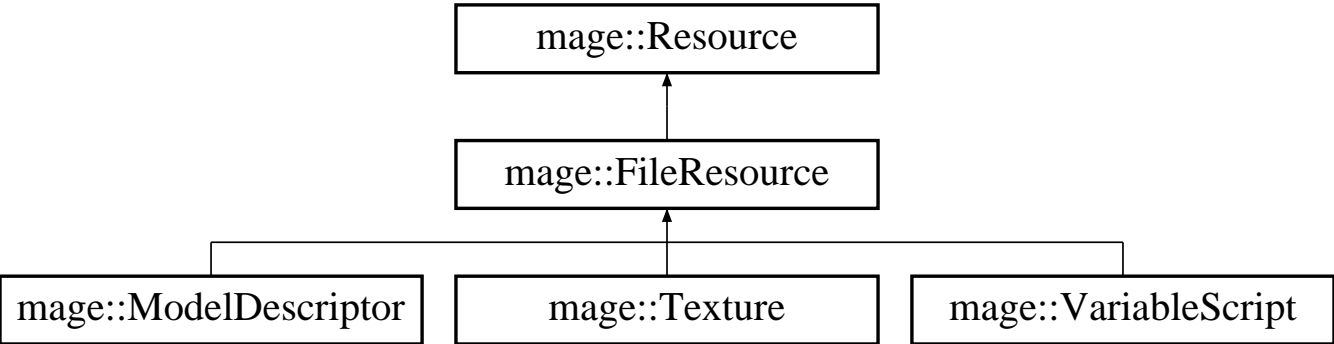 mage::Resource
mage::FileResource
mage::ModelDescriptor
mage::Texture
mage::VariableScript